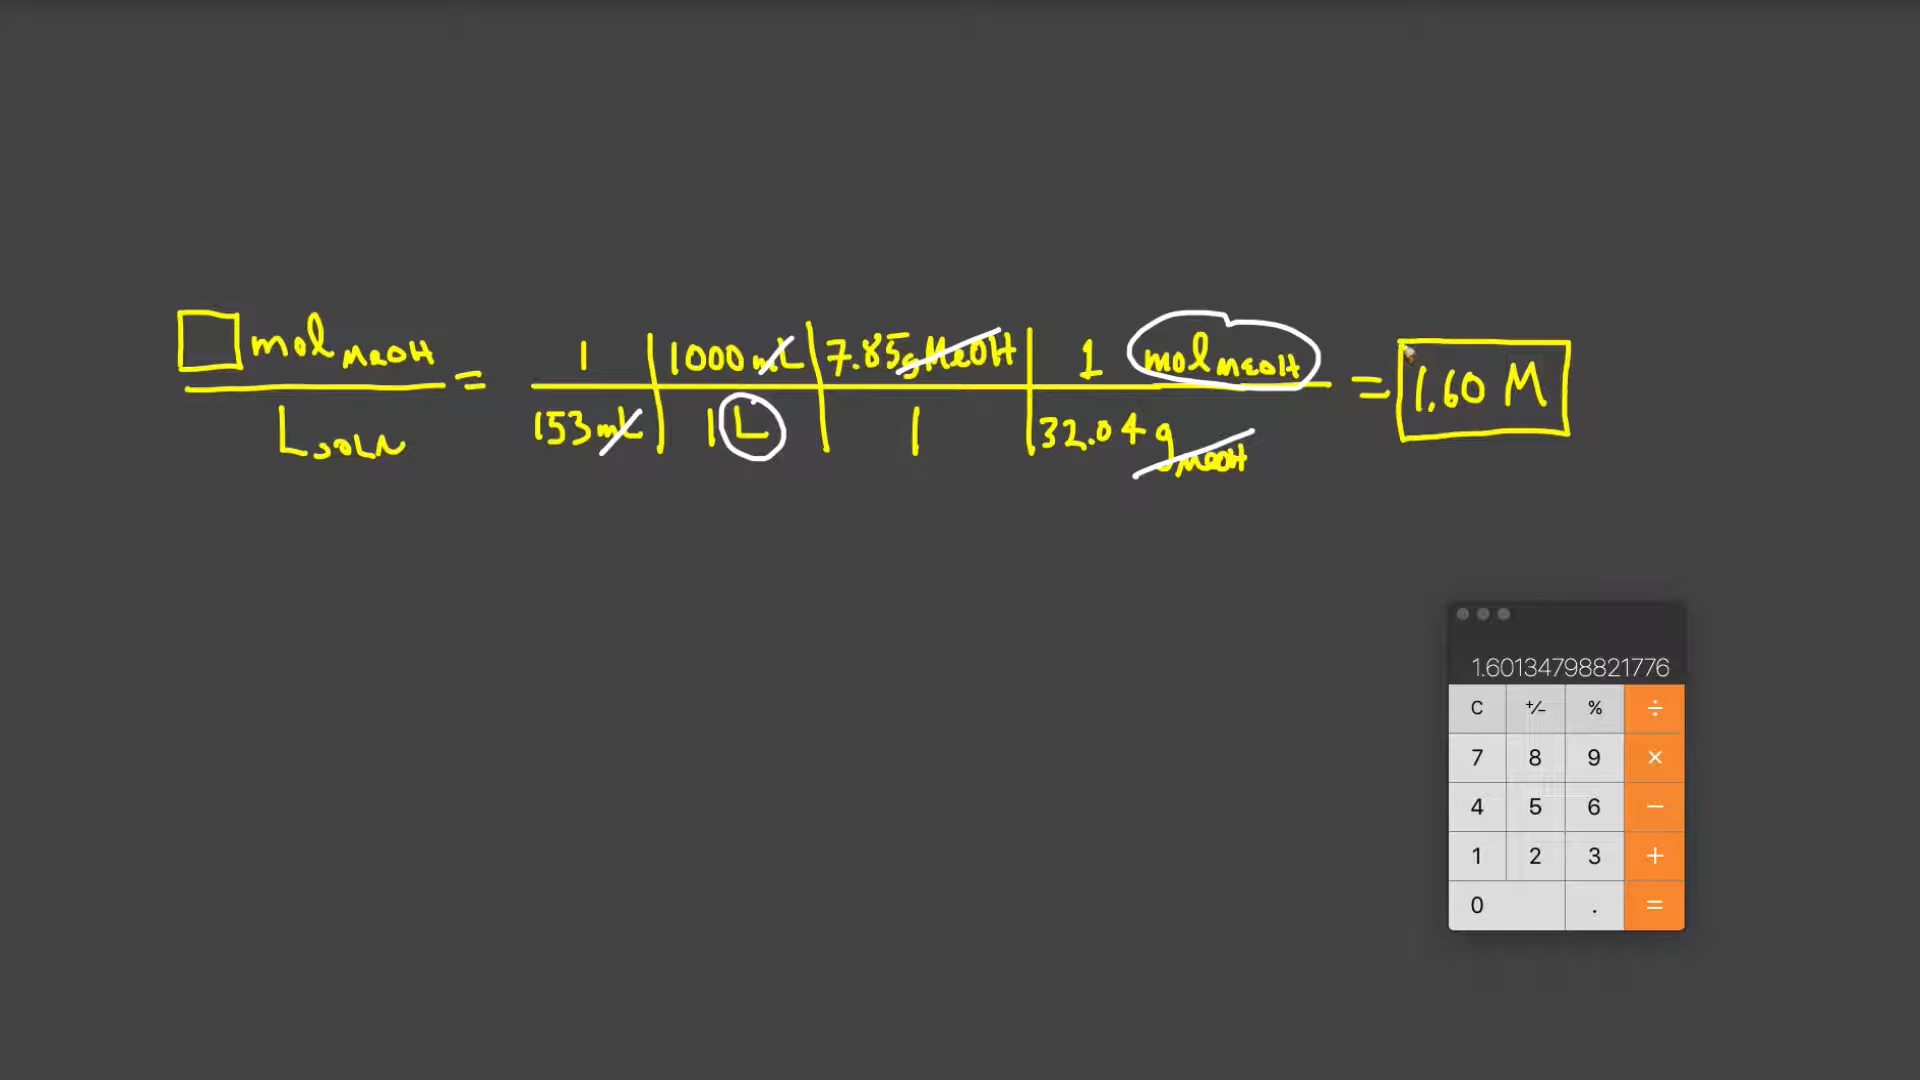 □ mol MeOH / L SOLN = 1 / 153 mL | 1000 mL / 1 L | 7.85 g MeOH / 1 | 1 mol MeOH / 32.04 g MeOH = 1.60 M
1.60134798821776
C +/− % ÷
7 8 9 ×
4 5 6 −
1 2 3 +
0 . =